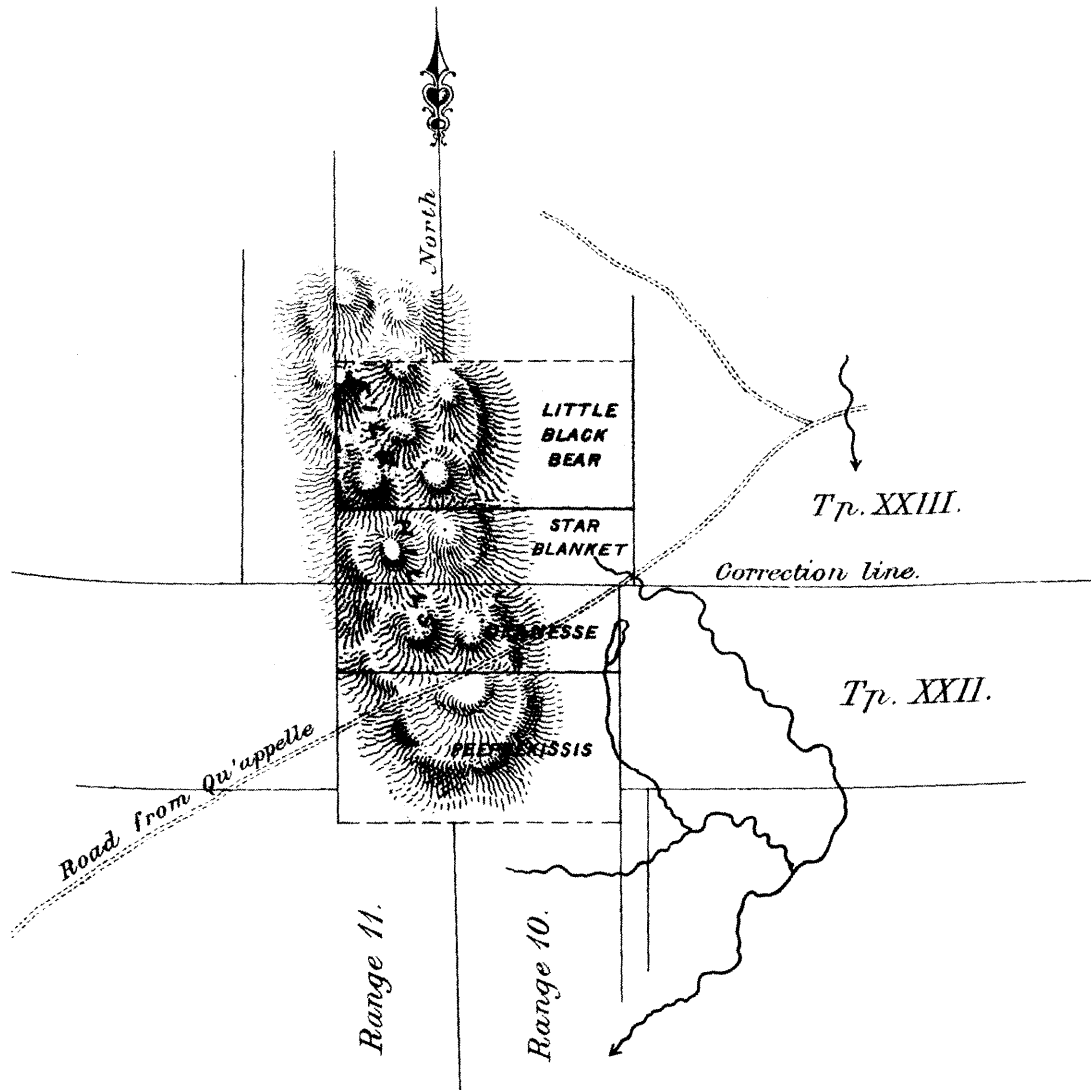 North
LITTLE
BLACK
BEAR
Tp. XXIII.
STAR
BLANKET
Correction line.
Tp. XXII.
Road from Qu'appelle
Range 11.
Range 10.